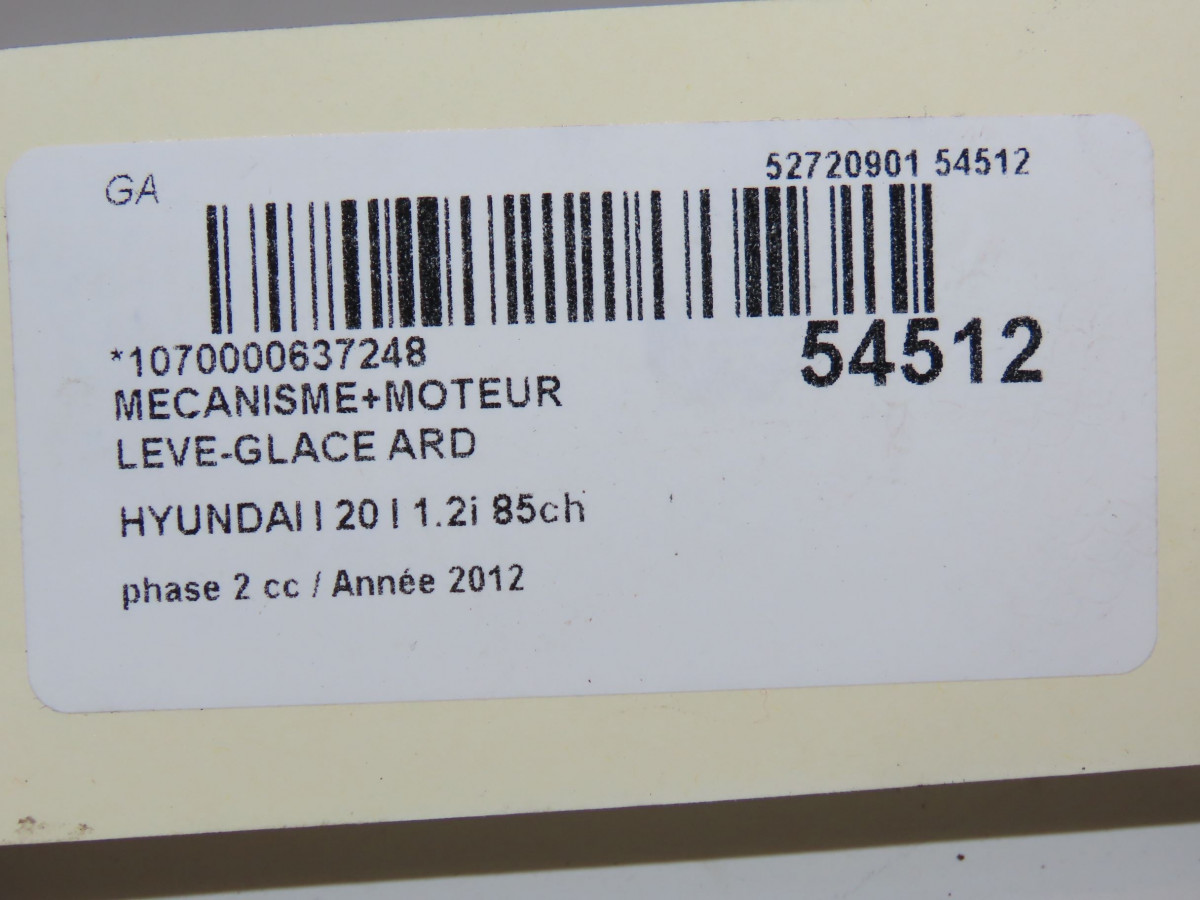 GA
52720901 54512
*1070000637248
54512
MECANISME+MOTEUR
LEVE-GLACE ARD
HYUNDAI I 20 I 1.2i 85ch
phase 2 cc / Année 2012